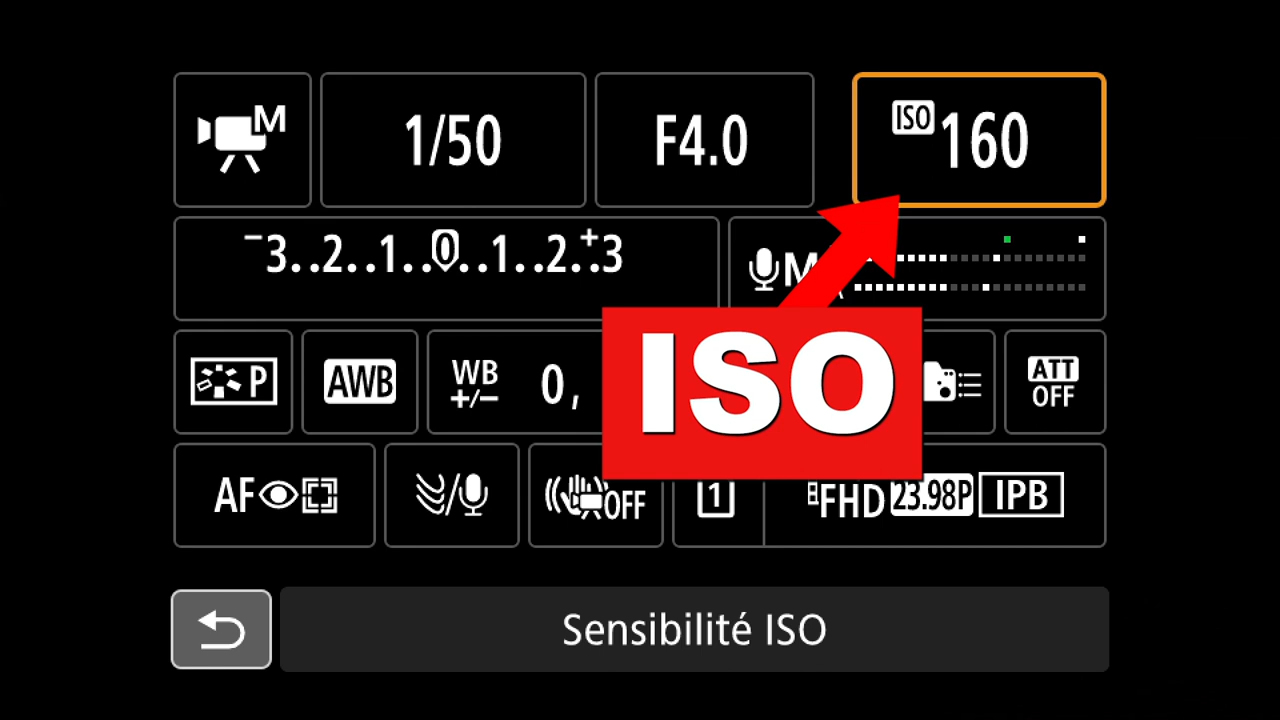 M
1/50
F4.0
ISO 160
-3..2..1..0..1..2..+3
ISO
P
AWB
WB
+/-
0,
ATT
OFF
AF
OFF
1
FHD 23.98P IPB
Sensibilité ISO